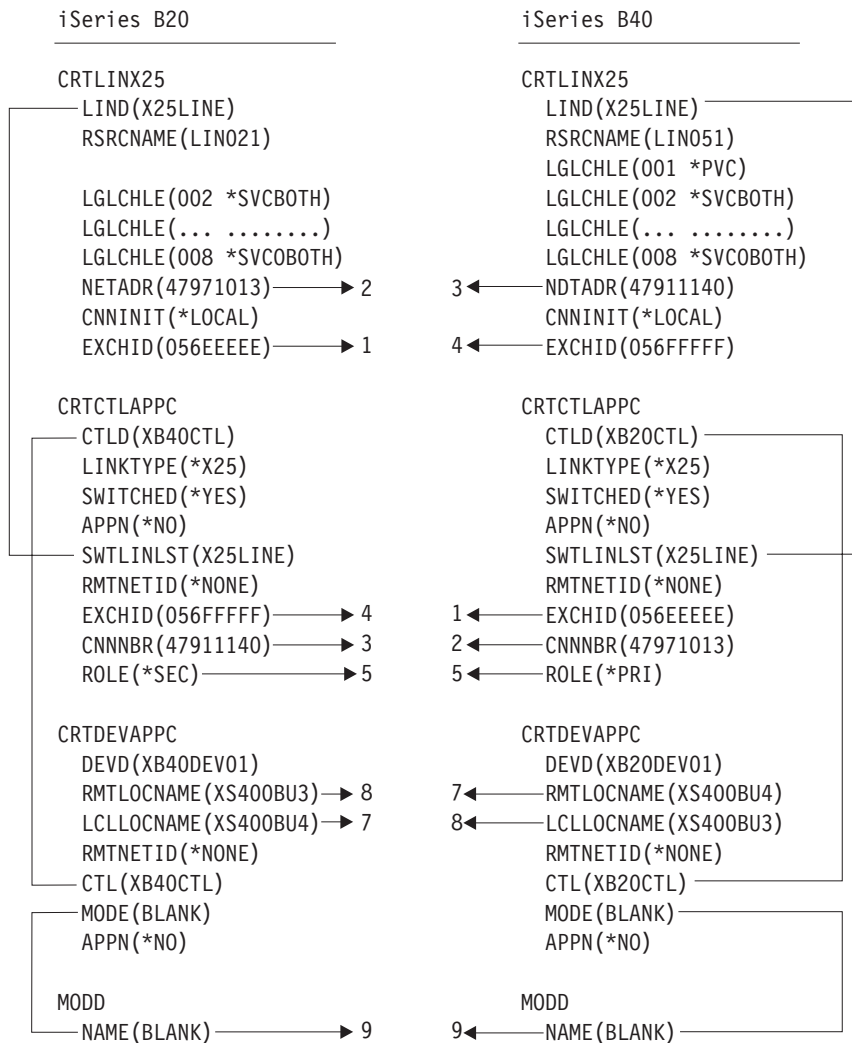 iSeries B20
CRTLINX25
LIND(X25LINE)
RSRCNAME(LIN021)
LGLCHLE(002 *SVCBOTH)
LGLCHLE(... ........)
LGLCHLE(008 *SVCOBOTH)
NETADR(47971013) 2
CNNINIT(*LOCAL)
EXCHID(056EEEEE) 1
CRTCTLAPPC
CTLD(XB40CTL)
LINKTYPE(*X25)
SWITCHED(*YES)
APPN(*NO)
SWTLINLST(X25LINE)
RMTNETID(*NONE)
EXCHID(056FFFFF) 4
CNNNBR(47911140) 3
ROLE(*SEC) 5
CRTDEVAPPC
DEVD(XB40DEV01)
RMTLOCNAME(XS400BU3) 8
LCLLOCNAME(XS400BU4) 7
RMTNETID(*NONE)
CTL(XB40CTL)
MODE(BLANK)
APPN(*NO)
MODD
NAME(BLANK) 9
iSeries B40
CRTLINX25
LIND(X25LINE)
RSRCNAME(LIN051)
LGLCHLE(001 *PVC)
LGLCHLE(002 *SVCBOTH)
LGLCHLE(... ........)
LGLCHLE(008 *SVCOBOTH)
3 NDTADR(47911140)
CNNINIT(*LOCAL)
4 EXCHID(056FFFFF)
CRTCTLAPPC
CTLD(XB20CTL)
LINKTYPE(*X25)
SWITCHED(*YES)
APPN(*NO)
SWTLINLST(X25LINE)
RMTNETID(*NONE)
1 EXCHID(056EEEEE)
2 CNNNBR(47971013)
5 ROLE(*PRI)
CRTDEVAPPC
DEVD(XB20DEV01)
7 RMTLOCNAME(XS400BU4)
8 LCLLOCNAME(XS400BU3)
RMTNETID(*NONE)
CTL(XB20CTL)
MODE(BLANK)
APPN(*NO)
MODD
9 NAME(BLANK)